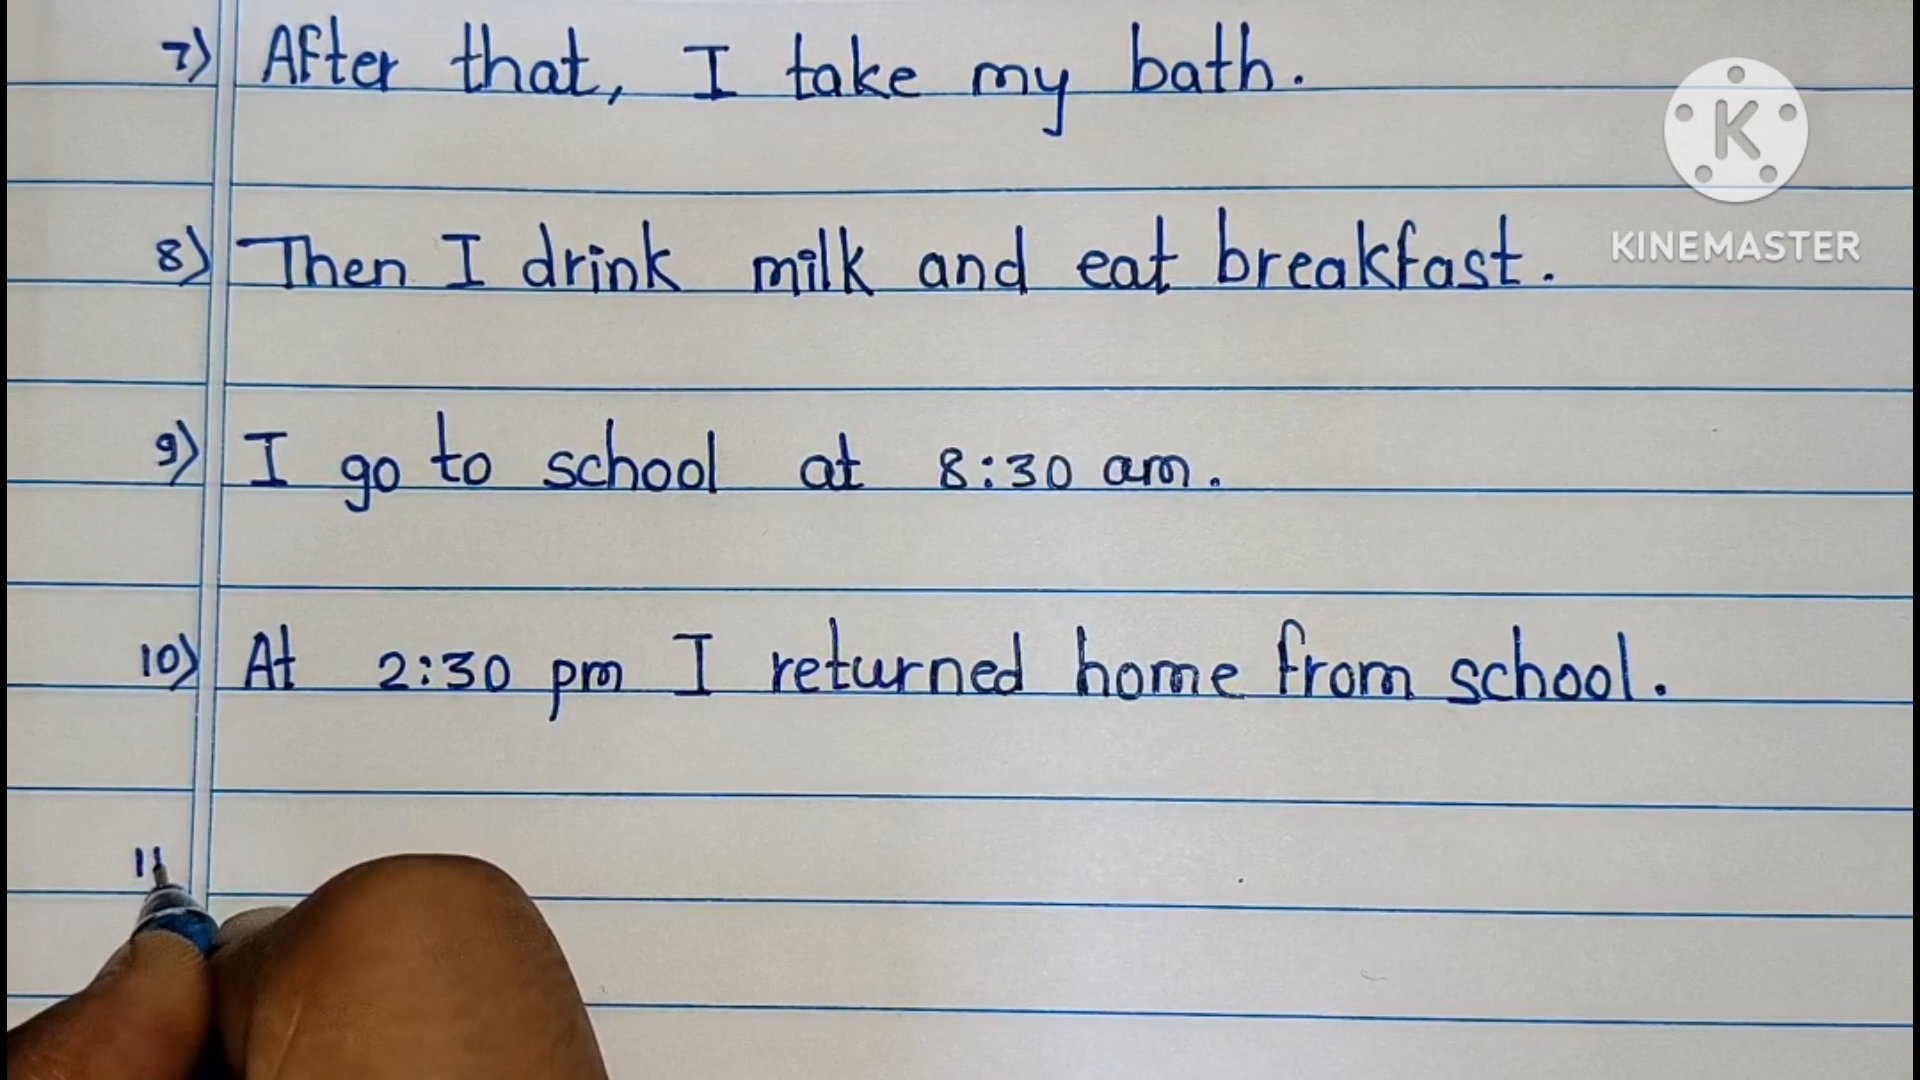 7) After that, I take my bath.
K
KINEMASTER
8) Then I drink milk and eat breakfast.
9) I go to school at 8:30 am.
10) At 2:30 pm I returned home from school.
11